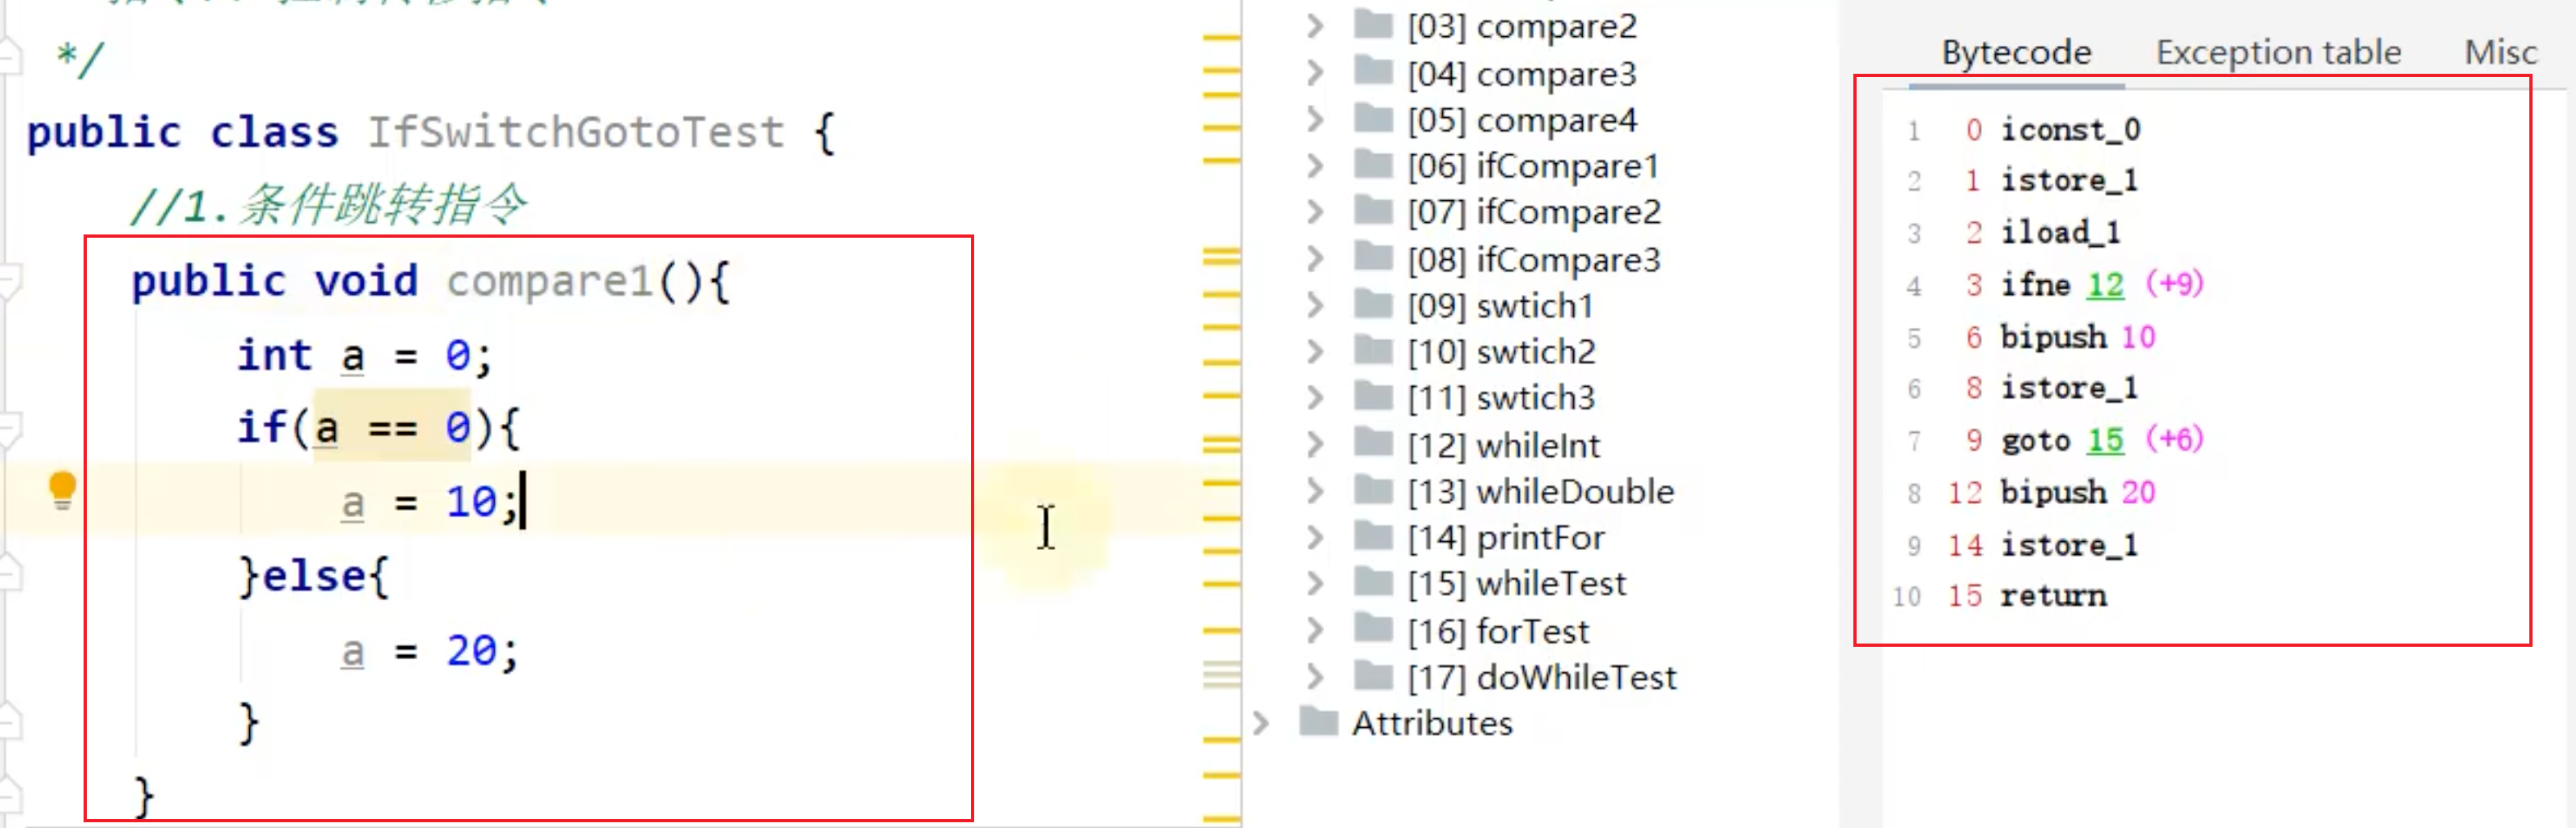 */
public class IfSwitchGotoTest {
//1.条件跳转指令
public void compare1(){
int a = 0;
if(a == 0){
a = 10;
}else{
a = 20;
}
}
[03] compare2
[04] compare3
[05] compare4
[06] ifCompare1
[07] ifCompare2
[08] ifCompare3
[09] swtich1
[10] swtich2
[11] swtich3
[12] whileInt
[13] whileDouble
[14] printFor
[15] whileTest
[16] forTest
[17] doWhileTest
Attributes
Bytecode Exception table Misc
1 0 iconst_0
2 1 istore_1
3 2 iload_1
4 3 ifne 12 (+9)
5 6 bipush 10
6 8 istore_1
7 9 goto 15 (+6)
8 12 bipush 20
9 14 istore_1
10 15 return